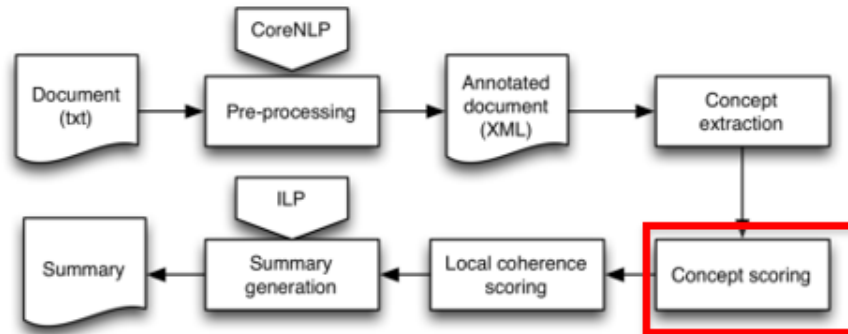 CoreNLP
Document
(txt)
Pre-processing
Annotated
document
(XML)
Concept
extraction
ILP
Summary
Summary
generation
Local coherence
scoring
Concept scoring